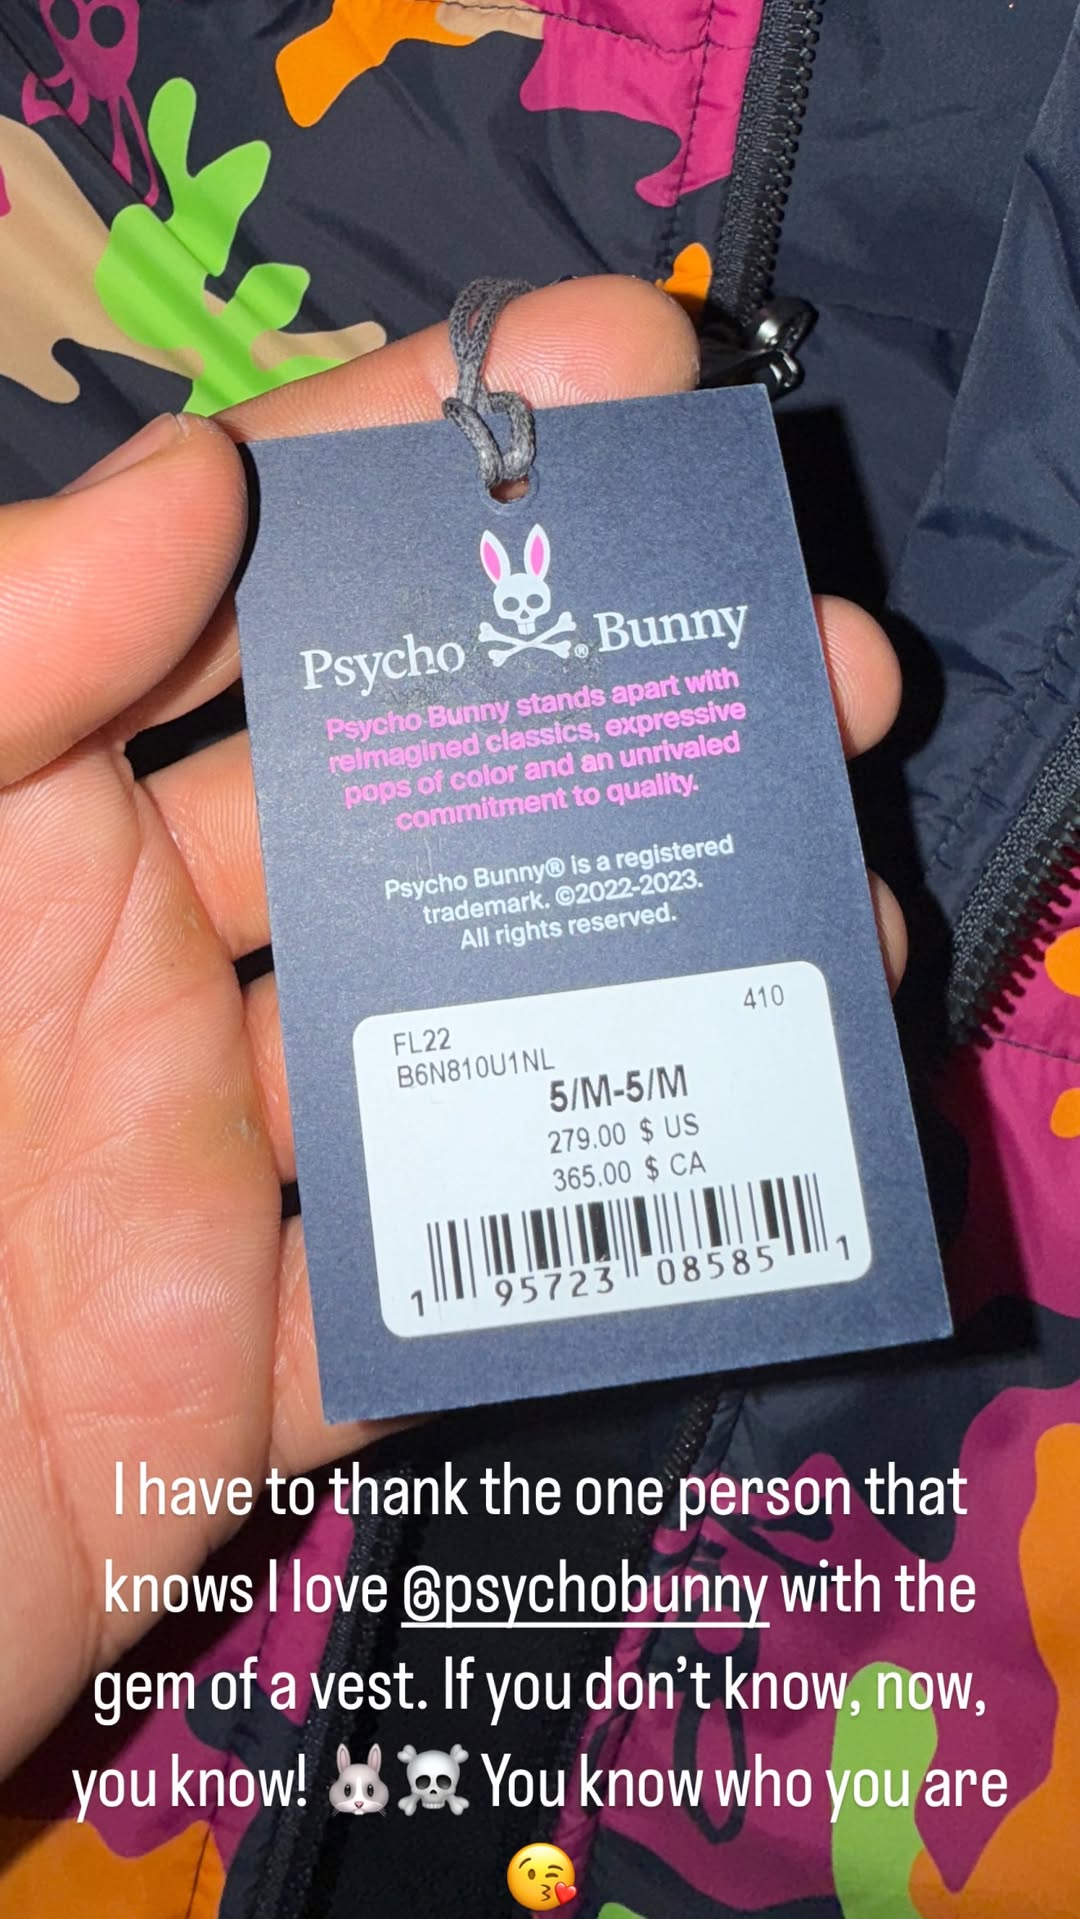 Psycho Bunny®
Psycho Bunny stands apart with
reimagined classics, expressive
pops of color and an unrivaled
commitment to quality.
Psycho Bunny® is a registered
trademark. ©2022-2023.
All rights reserved.
410
FL22
B6N810U1NL
5/M-5/M
279.00 $ US
365.00 $ CA
1 95723 08585 1
I have to thank the one person that
knows I love @psychobunny with the
gem of a vest. If you don’t know, now,
you know! 🐰☠️ You know who you are
😘